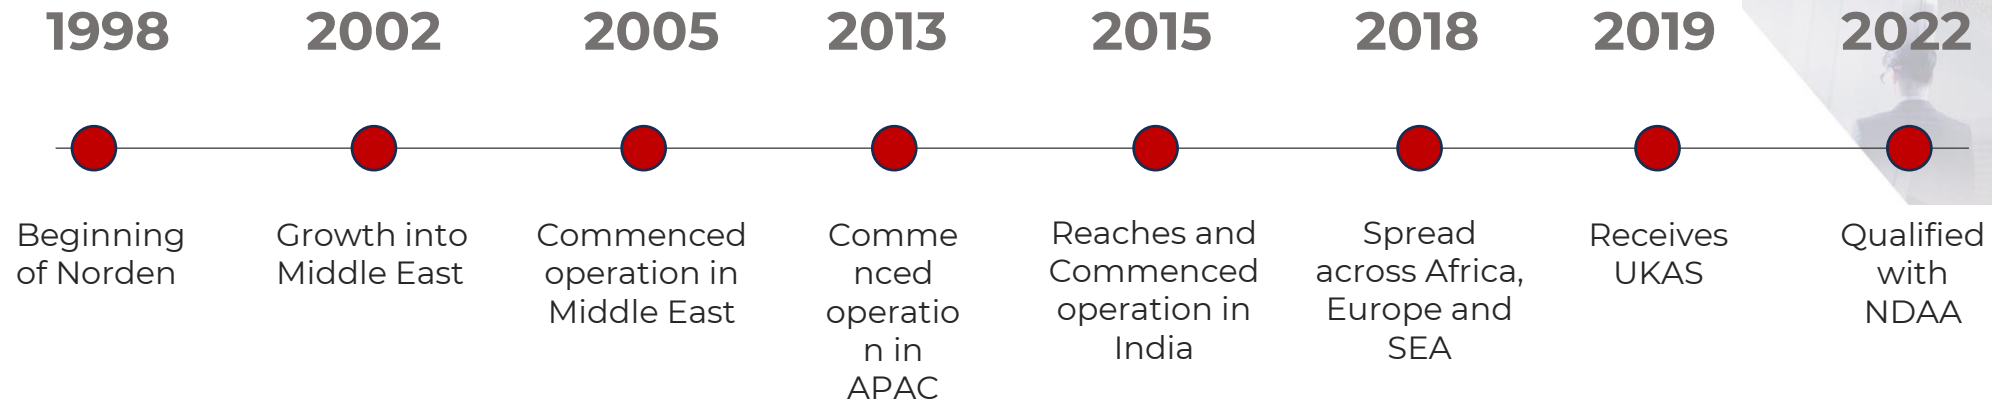 1998
2002
2005
2013
2015
2018
2019
2022
Beginning
of Norden
Growth into
Middle East
Commenced
operation in
Middle East
Comme
nced
operatio
n in
APAC
Reaches and
Commenced
operation in
India
Spread
across Africa,
Europe and
SEA
Receives
UKAS
Qualified
with
NDAA